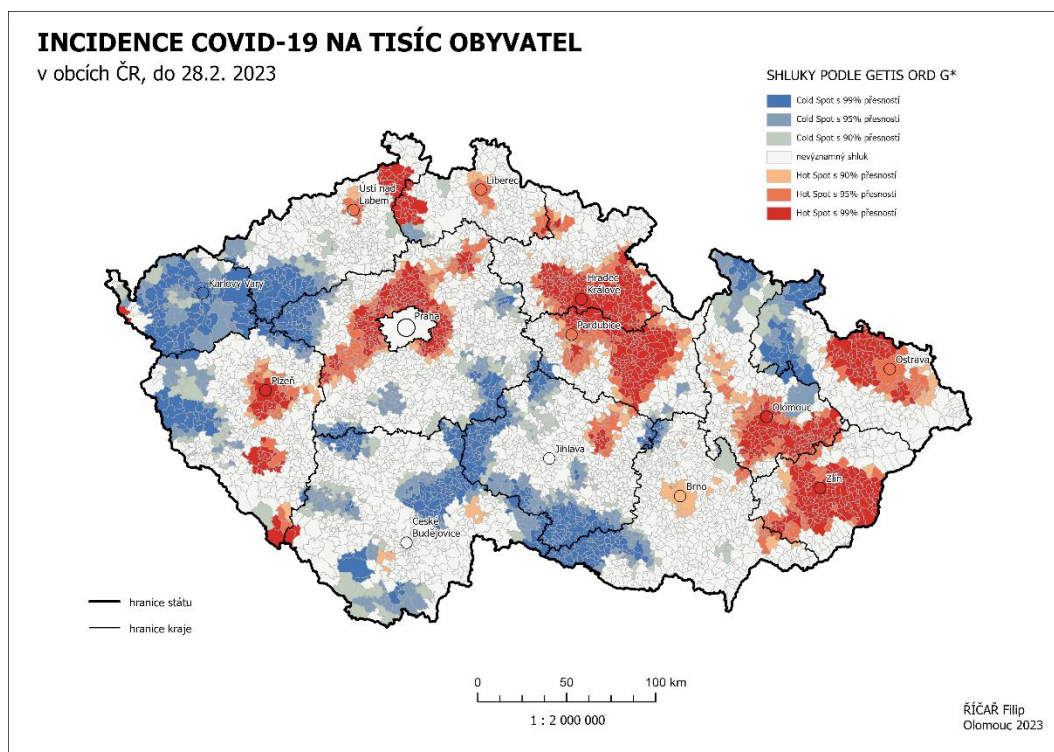 INCIDENCE COVID-19 NA TISÍC OBYVATEL
v obcích ČR, do 28.2. 2023
SHLUKY PODLE GETIS ORD G*
Cold Spot s 99% přesností
Cold Spot s 95% přesností
Cold Spot s 90% přesností
nevýznamný shluk
Hot Spot s 90% přesností
Hot Spot s 95% přesností
Hot Spot s 99% přesností
Ústí nad
Labem
Liberec
Karlovy Vary
Praha
Hradec
Králové
Pardubice
Plzeň
Ostrava
Olomouc
Jihlava
Brno
Zlín
České
Budějovice
hranice státu
hranice kraje
0 50 100 km
1 : 2 000 000
ŘÍČAŘ Filip
Olomouc 2023